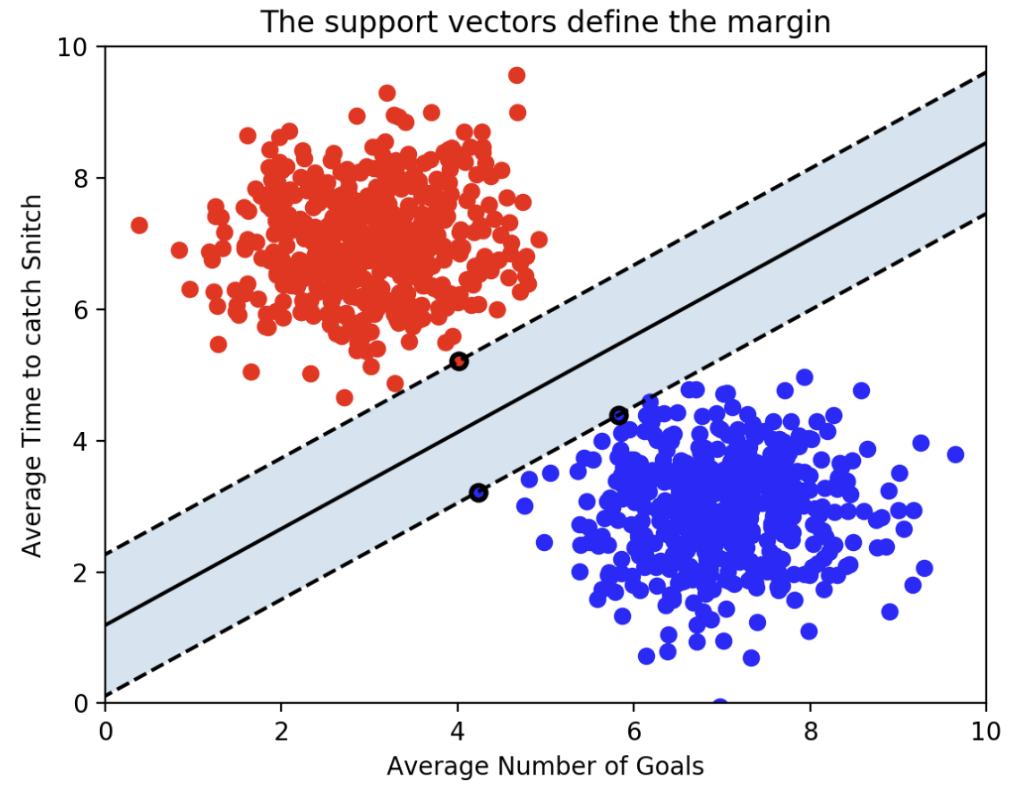 The support vectors define the margin
10
8
6
4
2
0
Average Time to catch Snitch
0 2 4 6 8 10
Average Number of Goals